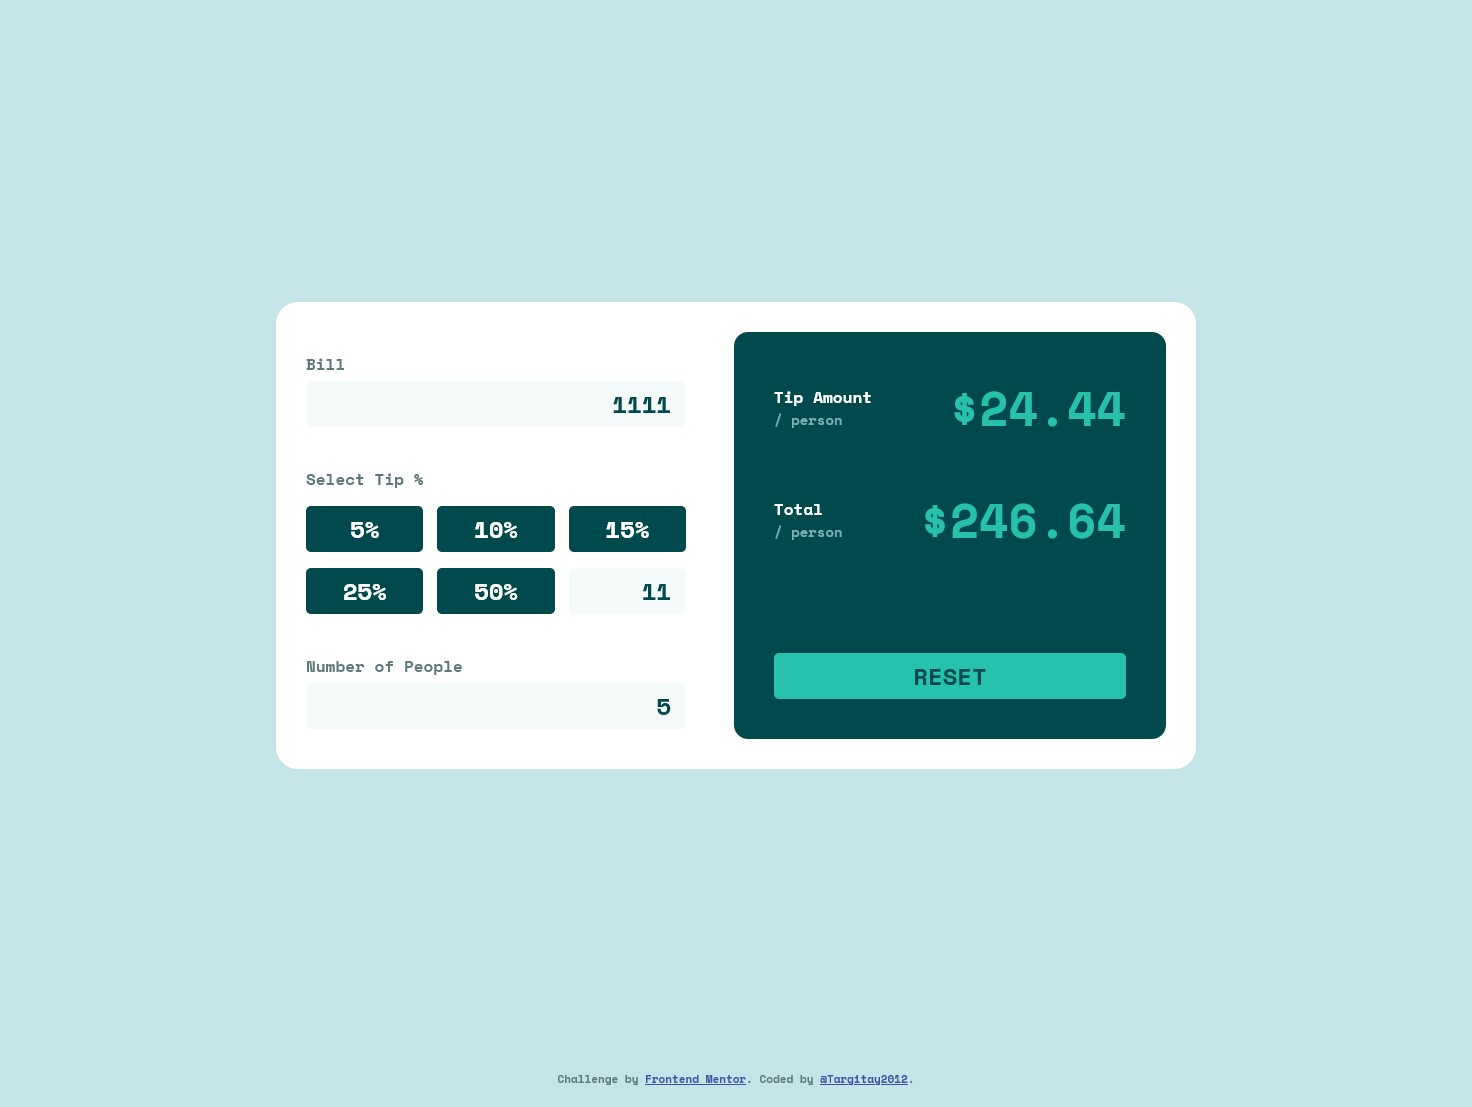 Bill
1111
Select Tip %
5% 10% 15%
25% 50% 11
Number of People
5
Tip Amount
/ person
$24.44
Total
/ person
$246.64
RESET
Challenge by Frontend Mentor. Coded by @Targitay2012.